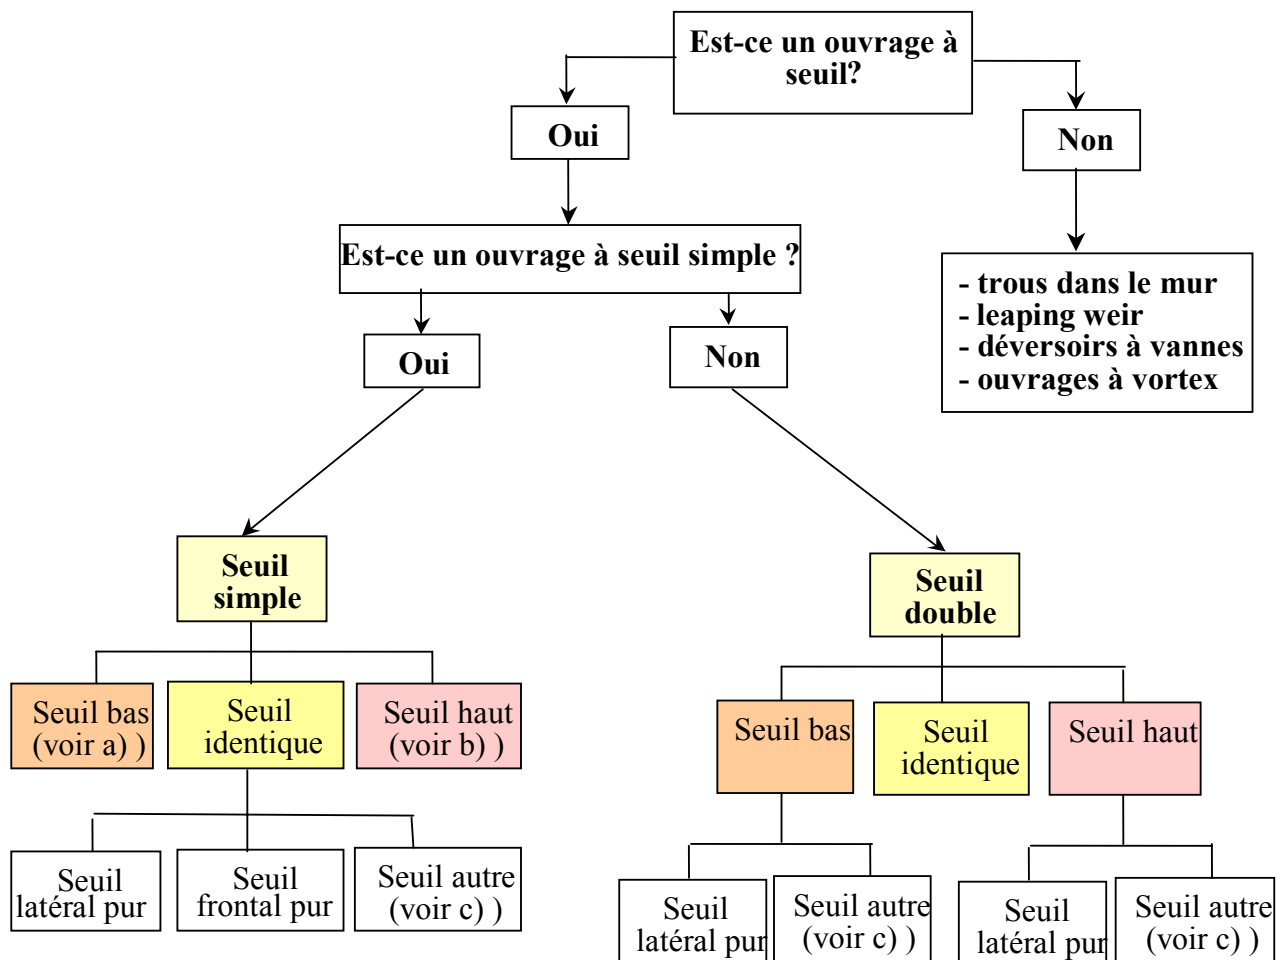 Est-ce un ouvrage à
seuil?
Oui
Non
Est-ce un ouvrage à seuil simple ?
- trous dans le mur
- leaping weir
- déversoirs à vannes
- ouvrages à vortex
Oui
Non
Seuil
simple
Seuil
double
Seuil bas
(voir a) )
Seuil
identique
Seuil haut
(voir b) )
Seuil bas
Seuil
identique
Seuil haut
Seuil
latéral pur
Seuil
frontal pur
Seuil autre
(voir c) )
Seuil
latéral pur
Seuil autre
(voir c) )
Seuil
latéral pur
Seuil autre
(voir c) )